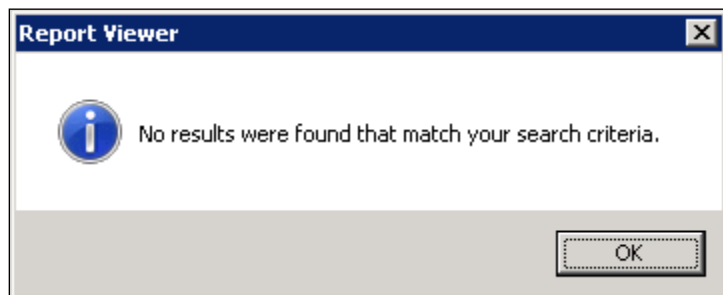 Report Viewer
No results were found that match your search criteria.
OK